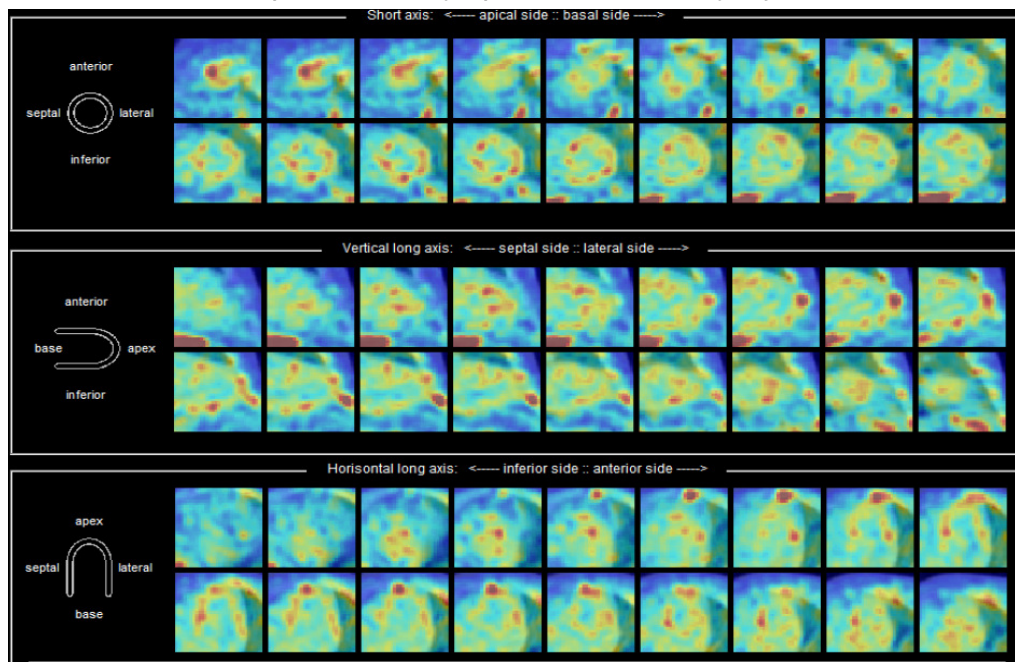 Short axis: <----- apical side :: basal side ----->
anterior
septal lateral
inferior
Vertical long axis: <----- septal side :: lateral side ----->
anterior
base apex
inferior
Horisontal long axis: <----- inferior side :: anterior side ----->
apex
septal lateral
base